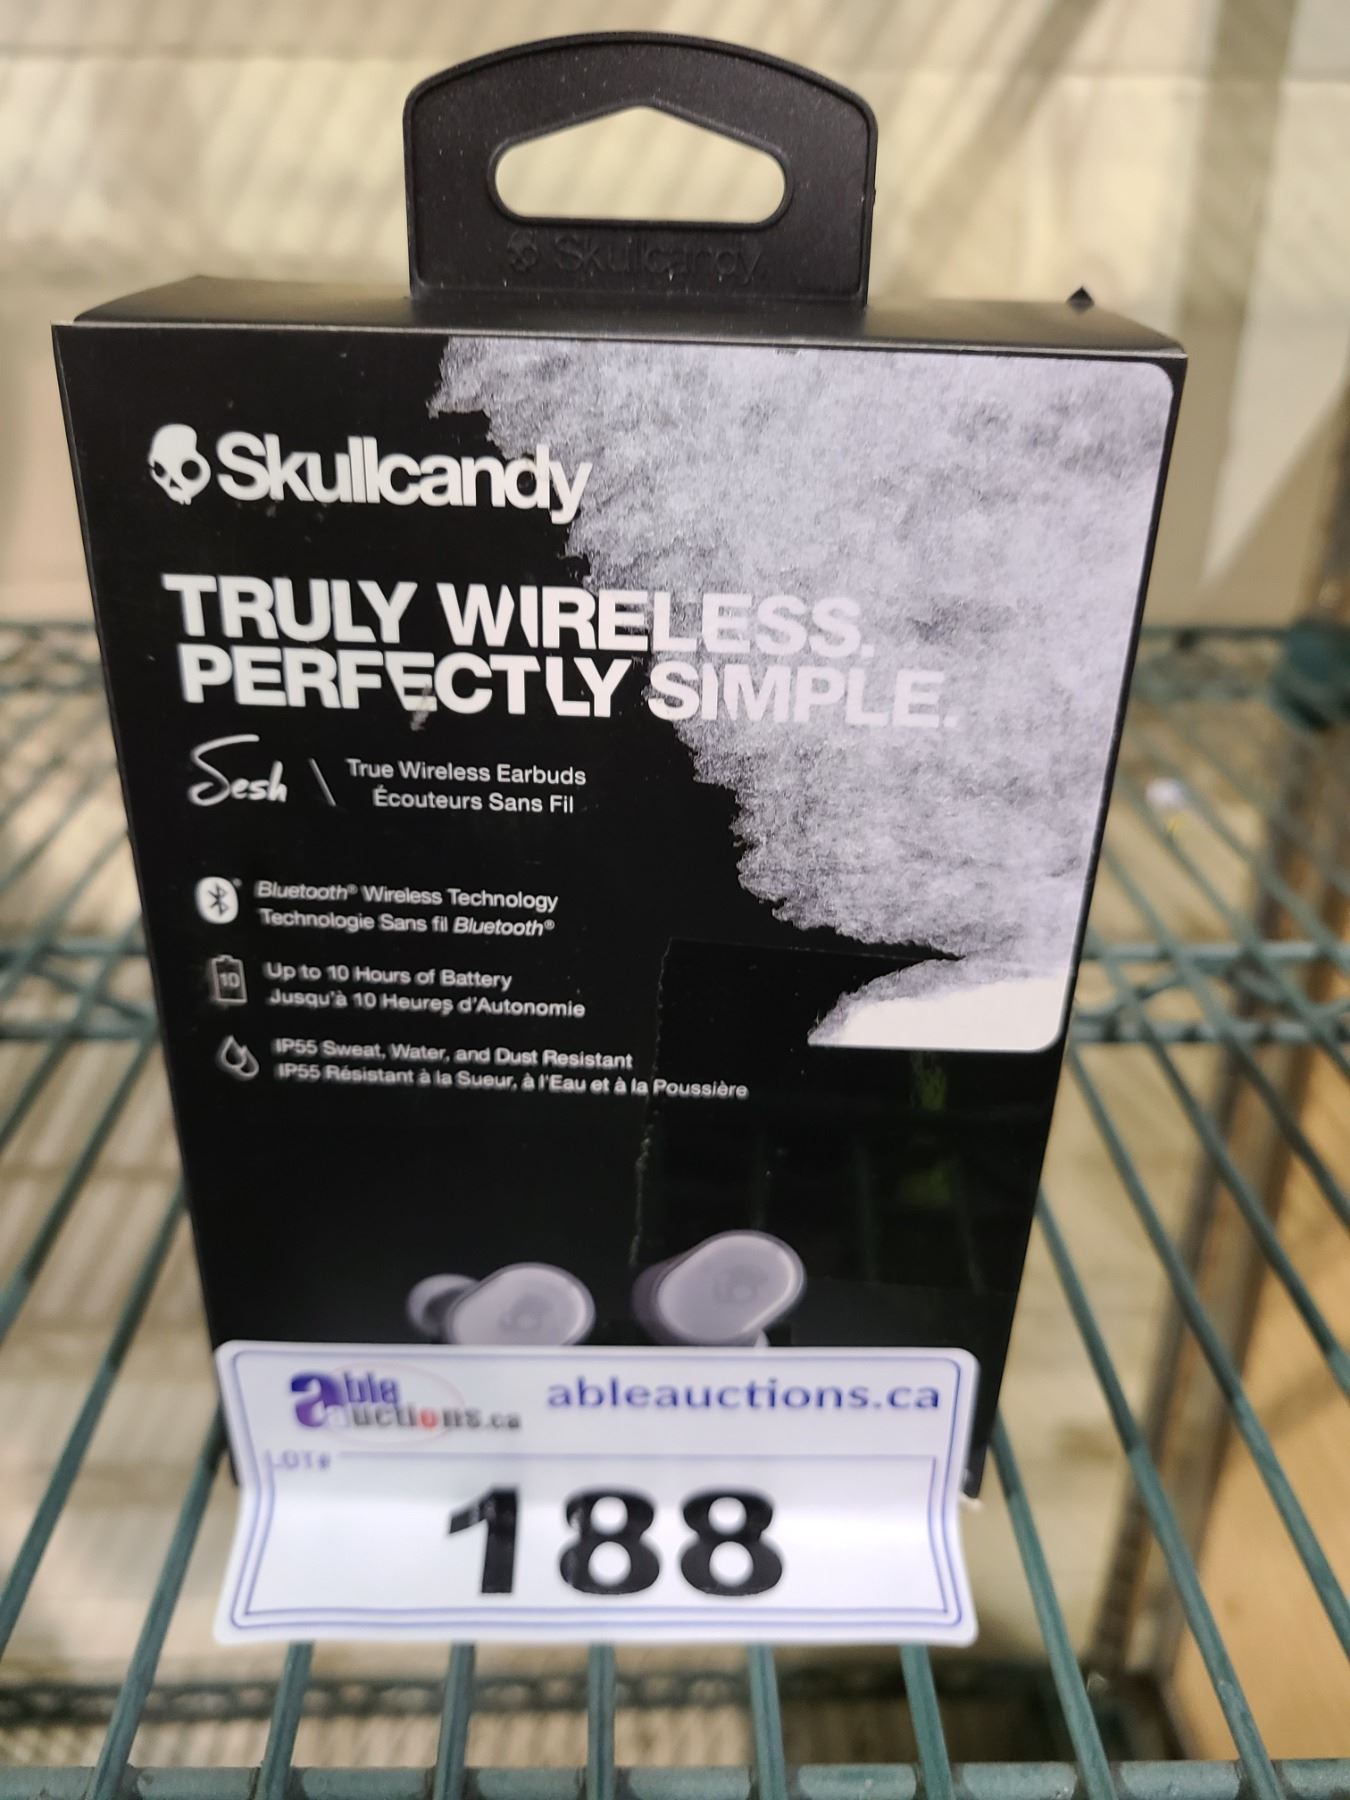 Skullcandy
Skullcandy
TRULY WIRELESS.
PERFECTLY SIMPLE.
Sesh \ True Wireless Earbuds
Écouteurs Sans Fil
Bluetooth® Wireless Technology
Technologie Sans fil Bluetooth®
10
Up to 10 Hours of Battery
Jusqu'à 10 Heures d'Autonomie
IP55 Sweat, Water, and Dust Resistant
IP55 Résistant à la Sueur, à l'Eau et à la Poussière
able auctions.ca
ableauctions.ca
LOT#
188